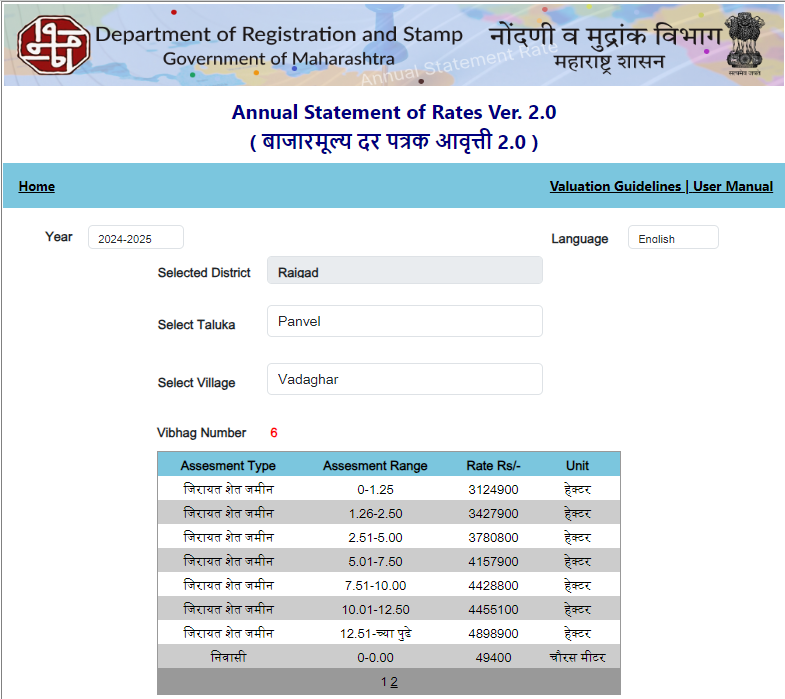 Department of Registration and Stamp
Government of Maharashtra
नोंदणी व मुद्रांक विभाग
महाराष्ट्र शासन
सत्यमेव जयते
Annual Statement Rate
Annual Statement of Rates Ver. 2.0
( बाजारमूल्य दर पत्रक आवृत्ती 2.0 )
Home Valuation Guidelines | User Manual
Year 2024-2025 Language English
Selected District Raigad
Select Taluka Panvel
Select Village Vadaghar
Vibhag Number 6
Assesment Type Assesment Range Rate Rs/- Unit
जिरायत शेत जमीन 0-1.25 3124900 हेक्टर
जिरायत शेत जमीन 1.26-2.50 3427900 हेक्टर
जिरायत शेत जमीन 2.51-5.00 3780800 हेक्टर
जिरायत शेत जमीन 5.01-7.50 4157900 हेक्टर
जिरायत शेत जमीन 7.51-10.00 4428800 हेक्टर
जिरायत शेत जमीन 10.01-12.50 4455100 हेक्टर
जिरायत शेत जमीन 12.51-च्या पुढे 4898900 हेक्टर
निवासी 0-0.00 49400 चौरस मीटर
1 2